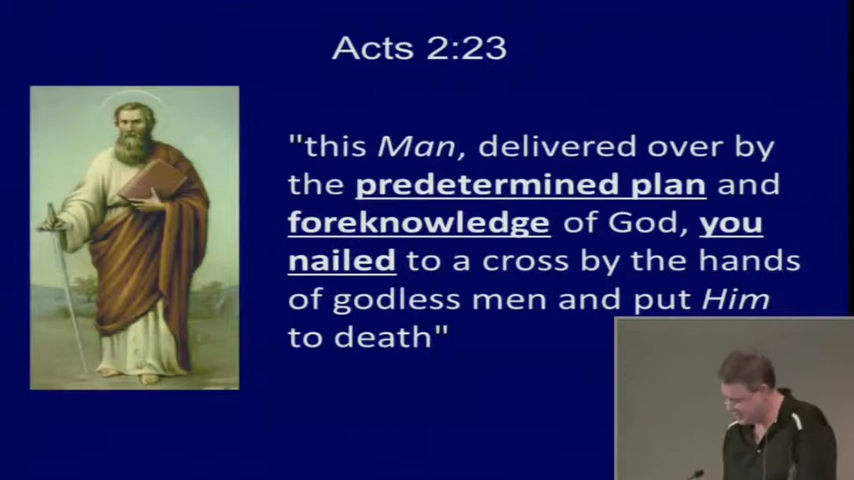 Acts 2:23
"this Man, delivered over by
the predetermined plan and
foreknowledge of God, you
nailed to a cross by the hands
of godless men and put Him
to death"